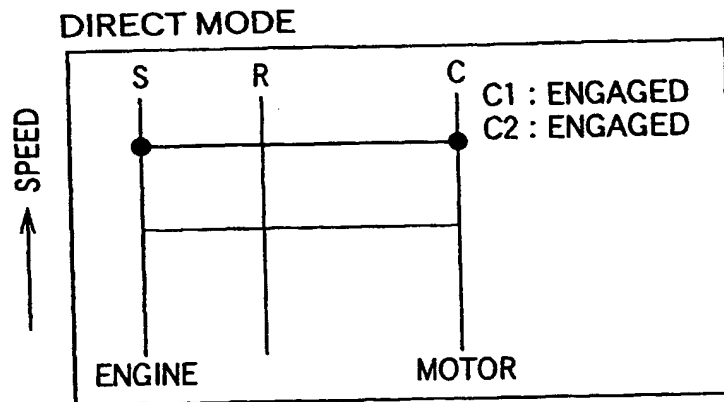 DIRECT MODE
S R C
C1 : ENGAGED
C2 : ENGAGED
SPEED
ENGINE MOTOR